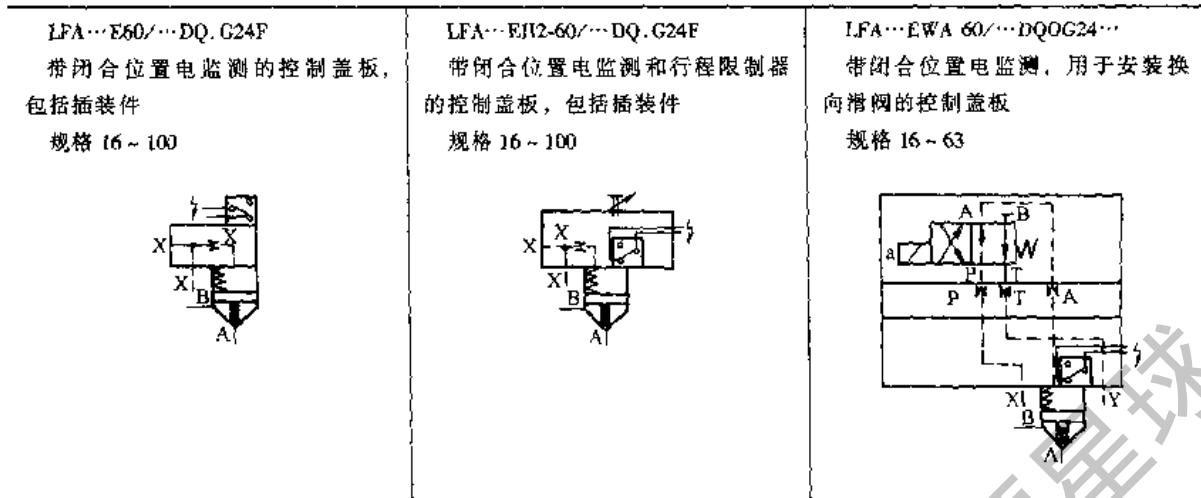 LFA…E60/…DQ.G24F
带闭合位置电监测的控制盖板,
包括插装件
规格 16~100
X
X
X
B
A
LFA…EH2-60/…DQ.G24F
带闭合位置电监测和行程限制器
的控制盖板，包括插装件
规格 16~100
X
X
X
B
A
LFA…EWA 60/…DQOG24…
带闭合位置电监测，用于安装换
向滑阀的控制盖板
规格 16~63
A
B
a
P
T
P
T
A
X
Y
B
A
星球